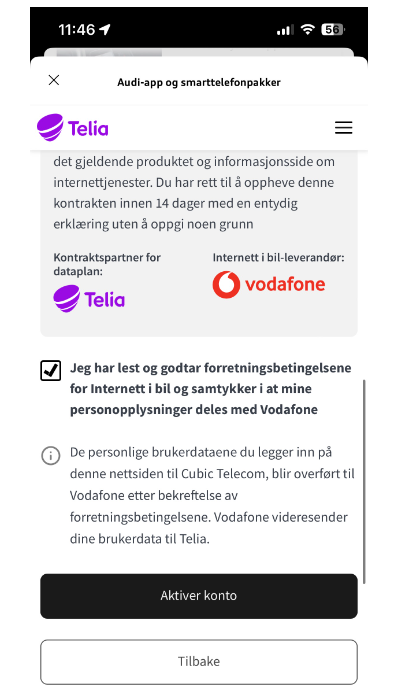 11:46
56
Audi-app og smarttelefonpakker
Telia
det gjeldende produktet og informasjonsside om
internettjenester. Du har rett til å oppheve denne
kontrakten innen 14 dager med en entydig
erklæring uten å oppgi noen grunn
Kontraktspartner for
dataplan:
Telia
Internett i bil-leverandør:
vodafone
Jeg har lest og godtar forretningsbetingelsene
for Internett i bil og samtykker i at mine
personopplysninger deles med Vodafone
De personlige brukerdataene du legger inn på
denne nettsiden til Cubic Telecom, blir overført til
Vodafone etter bekreftelse av
forretningsbetingelsene. Vodafone videresender
dine brukerdata til Telia.
Aktiver konto
Tilbake